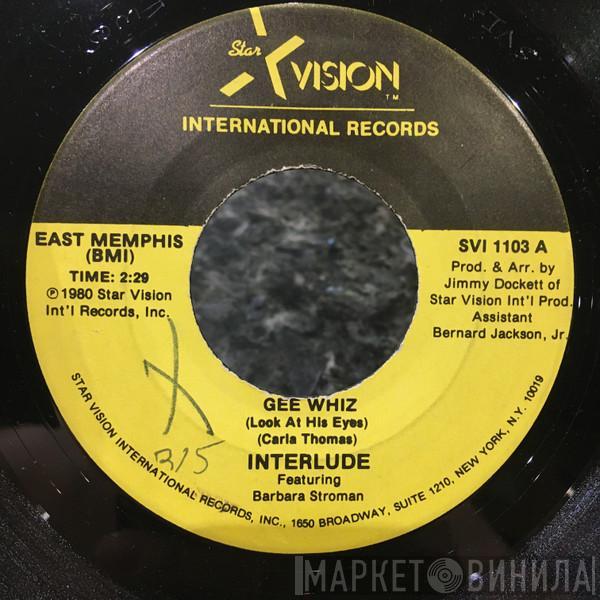 Star
VISION
TM
INTERNATIONAL RECORDS
EAST MEMPHIS
(BMI)
TIME: 2:29
℗ 1980 Star Vision
Int'l Records, Inc.
SVI 1103 A
Prod. & Arr. by
Jimmy Dockett of
Star Vision Int'l Prod.
Assistant
Bernard Jackson, Jr.
X
315
GEE WHIZ
(Look At His Eyes)
(Carla Thomas)
INTERLUDE
Featuring
Barbara Stroman
STAR VISION INTERNATIONAL RECORDS, INC., 1650 BROADWAY, SUITE 1210, NEW YORK, N.Y. 10019
МАРКЕТ ВИНИЛА